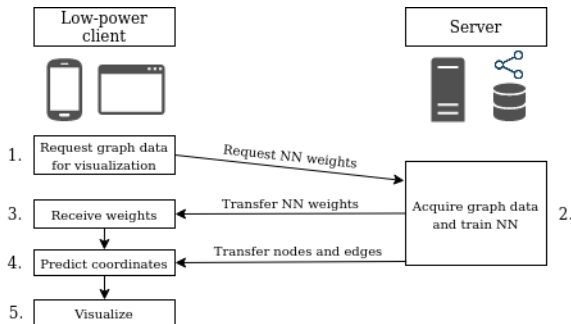 Low-power
client
Server
1.
Request graph data
for visualization
Request NN weights
Acquire graph data
and train NN
2.
3.
Receive weights
Transfer NN weights
4.
Predict coordinates
Transfer nodes and edges
5.
Visualize